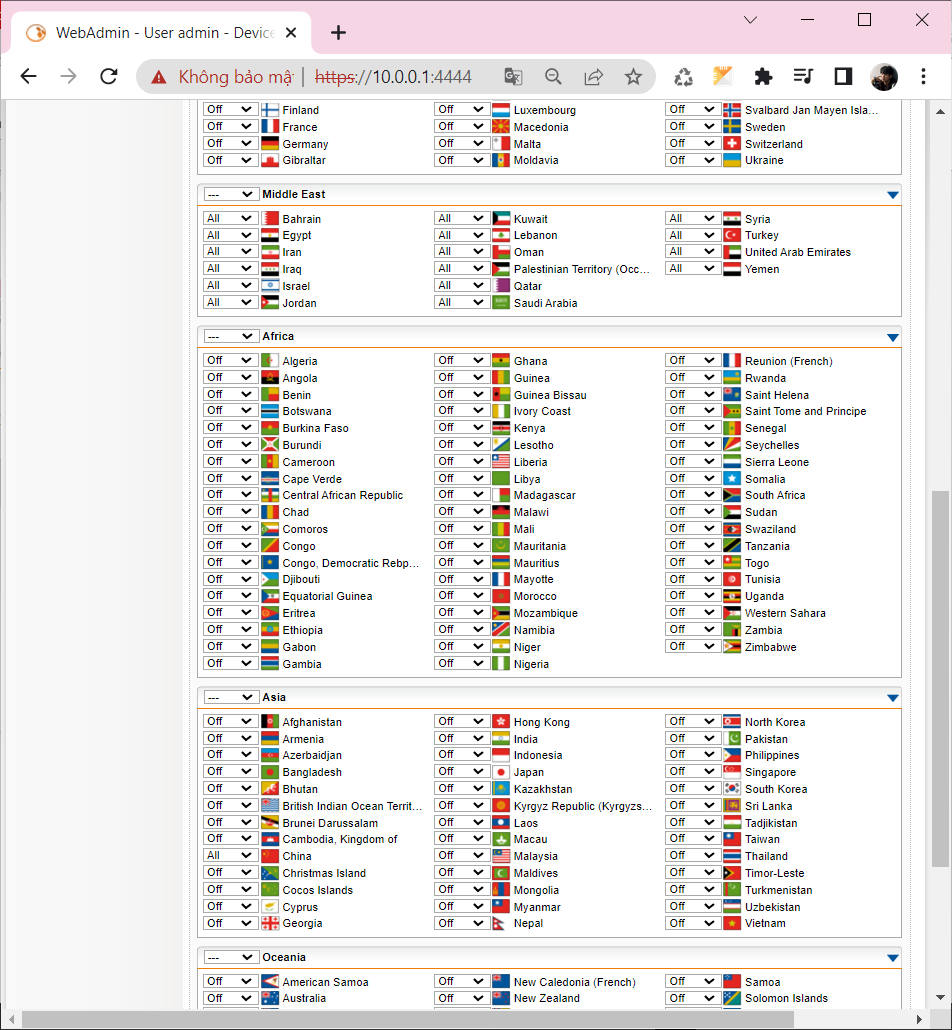 WebAdmin - User admin - Device
Không bảo mật https://10.0.0.1:4444
Off Finland Off Luxembourg Off Svalbard Jan Mayen Isla...
Off France Off Macedonia Off Sweden
Off Germany Off Malta Off Switzerland
Off Gibraltar Off Moldavia Off Ukraine
--- Middle East
All Bahrain All Kuwait All Syria
All Egypt All Lebanon All Turkey
All Iran All Oman All United Arab Emirates
All Iraq All Palestinian Territory (Occ... All Yemen
All Israel All Qatar
All Jordan All Saudi Arabia
--- Africa
Off Algeria Off Ghana Off Reunion (French)
Off Angola Off Guinea Off Rwanda
Off Benin Off Guinea Bissau Off Saint Helena
Off Botswana Off Ivory Coast Off Saint Tome and Principe
Off Burkina Faso Off Kenya Off Senegal
Off Burundi Off Lesotho Off Seychelles
Off Cameroon Off Liberia Off Sierra Leone
Off Cape Verde Off Libya Off Somalia
Off Central African Republic Off Madagascar Off South Africa
Off Chad Off Malawi Off Sudan
Off Comoros Off Mali Off Swaziland
Off Congo Off Mauritania Off Tanzania
Off Congo, Democratic Rebp... Off Mauritius Off Togo
Off Djibouti Off Mayotte Off Tunisia
Off Equatorial Guinea Off Morocco Off Uganda
Off Eritrea Off Mozambique Off Western Sahara
Off Ethiopia Off Namibia Off Zambia
Off Gabon Off Niger Off Zimbabwe
Off Gambia Off Nigeria
--- Asia
Off Afghanistan Off Hong Kong Off North Korea
Off Armenia Off India Off Pakistan
Off Azerbaidjan Off Indonesia Off Philippines
Off Bangladesh Off Japan Off Singapore
Off Bhutan Off Kazakhstan Off South Korea
Off British Indian Ocean Territ... Off Kyrgyz Republic (Kyrgyzs... Off Sri Lanka
Off Brunei Darussalam Off Laos Off Tadjikistan
Off Cambodia, Kingdom of Off Macau Off Taiwan
All China Off Malaysia Off Thailand
Off Christmas Island Off Maldives Off Timor-Leste
Off Cocos Islands Off Mongolia Off Turkmenistan
Off Cyprus Off Myanmar Off Uzbekistan
Off Georgia Off Nepal Off Vietnam
--- Oceania
Off American Samoa Off New Caledonia (French) Off Samoa
Off Australia Off New Zealand Off Solomon Islands